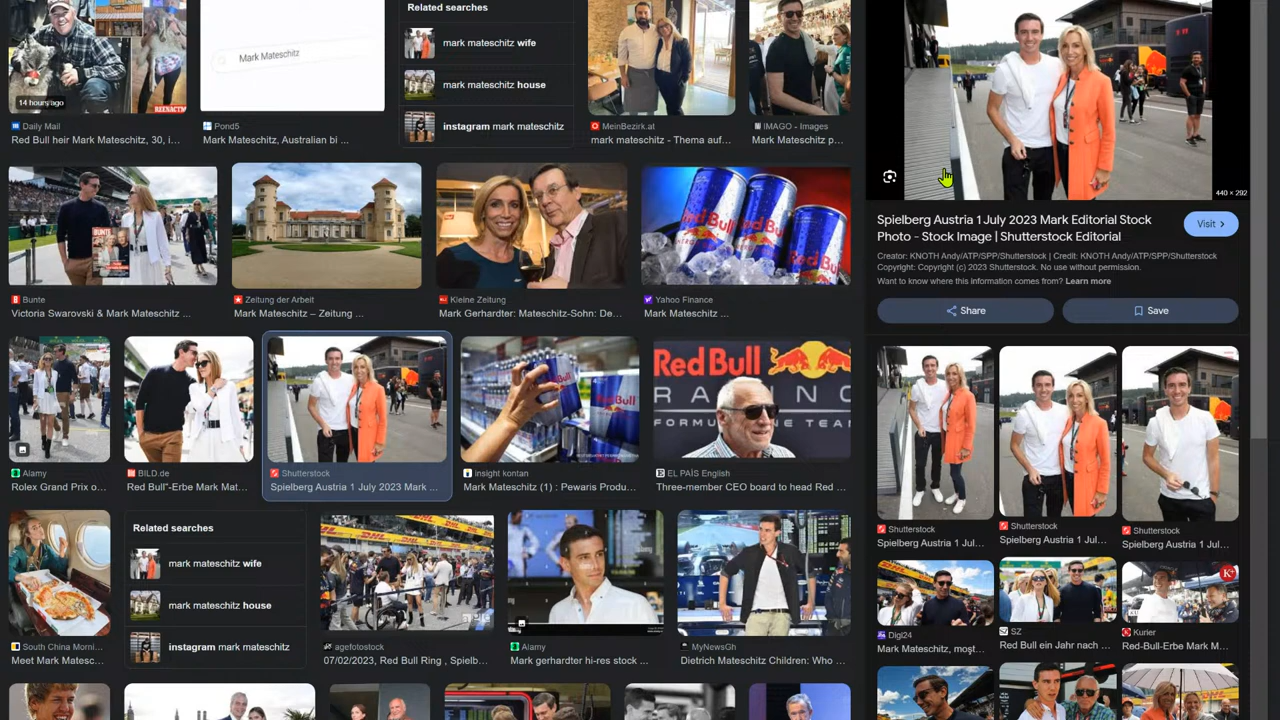 14 hours ago
REENACTM
Daily Mail
Red Bull heir Mark Mateschitz, 30, i...
Mark Mateschitz
Pond5
Mark Mateschitz, Australian bi ...
Related searches
mark mateschitz wife
mark mateschitz house
instagram mark mateschitz
MeinBezirk.at
mark mateschitz - Thema auf...
IMAGO - Images
Mark Mateschitz p...
BUNTE
Bunte
Victoria Swarovski & Mark Mateschitz ...
Zeitung der Arbeit
Mark Mateschitz – Zeitung ...
Kleine Zeitung
Mark Gerhardter: Mateschitz-Sohn: De...
Red Bull
Yahoo Finance
Mark Mateschitz ...
Alamy
Rolex Grand Prix o...
BILD.de
Red Bull"-Erbe Mark Mat...
Shutterstock
Spielberg Austria 1 July 2023 Mark ...
RedBull
insight kontan
Mark Mateschitz (1) : Pewaris Produ...
Red Bull
RACING
FORMULA ONE TEAM
EL PAÍS English
Three-member CEO board to head Red ...
South China Morni...
Meet Mark Matesc...
Related searches
mark mateschitz wife
mark mateschitz house
instagram mark mateschitz
DHL
agefotostock
07/02/2023, Red Bull Ring , Spielb...
Alamy
Mark gerhardter hi-res stock ...
MyNewsGh
Dietrich Mateschitz Children: Who ...
440 × 292
Spielberg Austria 1 July 2023 Mark Editorial Stock
Photo - Stock Image | Shutterstock Editorial
Visit
Creator: KNOTH Andy/ATP/SPP/Shutterstock | Credit: KNOTH Andy/ATP/SPP/Shutterstock
Copyright: Copyright (c) 2023 Shutterstock. No use without permission.
Want to know where this information comes from? Learn more
Share
Save
Shutterstock
Spielberg Austria 1 Jul...
Shutterstock
Spielberg Austria 1 Jul...
Shutterstock
Spielberg Austria 1 Jul...
Digi24
Mark Mateschitz, moșt...
SZ
Red Bull ein Jahr nach ...
K+
Kurier
Red-Bull-Erbe Mark M...